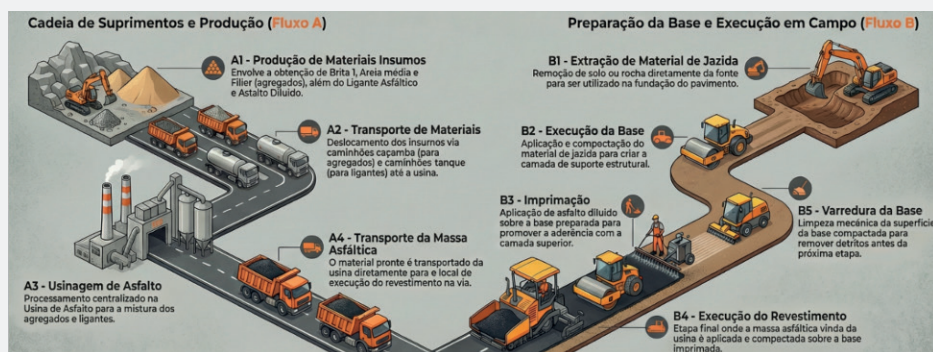 Cadeia de Suprimentos e Produção (Fluxo A)
A1 - Produção de Materiais Insumos
Envolve a obtenção de Brita 1, Areia média e
Filier (agregados), além do Ligante Asfáltico
e Astalto Diluído.
A2 - Transporte de Materiais
Deslocamento dos insurnos via
caminhões caçamba (para
agregados) e caminhões tanque
(para ligantes) até a usina.
A3 - Usinagem de Asfalto
Processamento centralizado na
Usina de Asfalto para a mistura dos
agregados e ligantes.
A4 - Transporte da Massa
Asfáltica
O material pronte é transportado da
usina diretamente para e local de
execução do revestimento na via.
Preparação da Base e Execução em Campo (Fluxo B)
B1 - Extração de Material de Jazida
Remoção de solo ou rocha diretamente da fonte
para ser utilizado na fundação do pavimento.
B2 - Execução da Base
Aplicação e compectação do
material de jazida para criar a
camada de suporte estrutural.
B3 - Imprimação
Aplicação de asfalto diluído
sobre a base preparada para
promover a aderência com a
camada superior.
B5 - Varredura da Base
Limpeza mécinica da superfície
da base compactada para
remover detritos antes da
próxima etapa.
B4 - Execução do Revestimento
Etapa final onde a massa asfáltica vinda da
usina é aplicada e compactada sobre a base
imprimada.